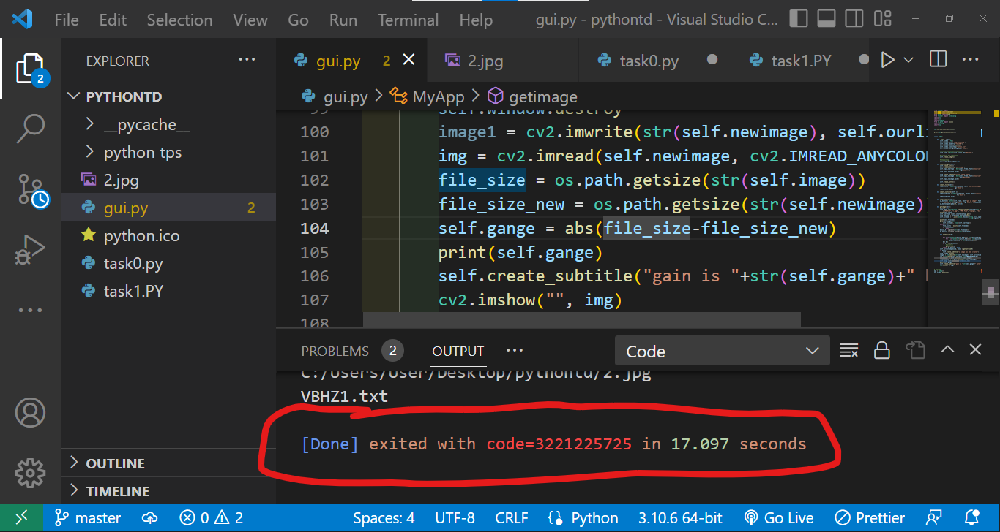 File Edit Selection View Go Run Terminal Help gui.py - pythontd - Visual Studio C...
EXPLORER
gui.py 2
2.jpg
task0.py
task1.PY
PYTHONTD
__pycache__
python tps
2.jpg
gui.py 2
python.ico
task0.py
task1.PY
OUTLINE
TIMELINE
2
gui.py > MyApp > getimage
99 self.window.destroy
100 image1 = cv2.imwrite(str(self.newimage), self.ourli
101 img = cv2.imread(self.newimage, cv2.IMREAD_ANYCOLO
102 file_size = os.path.getsize(str(self.image))
103 file_size_new = os.path.getsize(str(self.newimage))
104 self.gange = abs(file_size-file_size_new)
105 print(self.gange)
106 self.create_subtitle("gain is "+str(self.gange)+"
107 cv2.imshow("", img)
108
PROBLEMS 2 OUTPUT ... Code
C:/Users/User/Desktop/pythontd/2.jpg
VBHZ1.txt
[Done] exited with code=3221225725 in 17.097 seconds
master 0 2 Spaces: 4 UTF-8 CRLF Python 3.10.6 64-bit Go Live Prettier